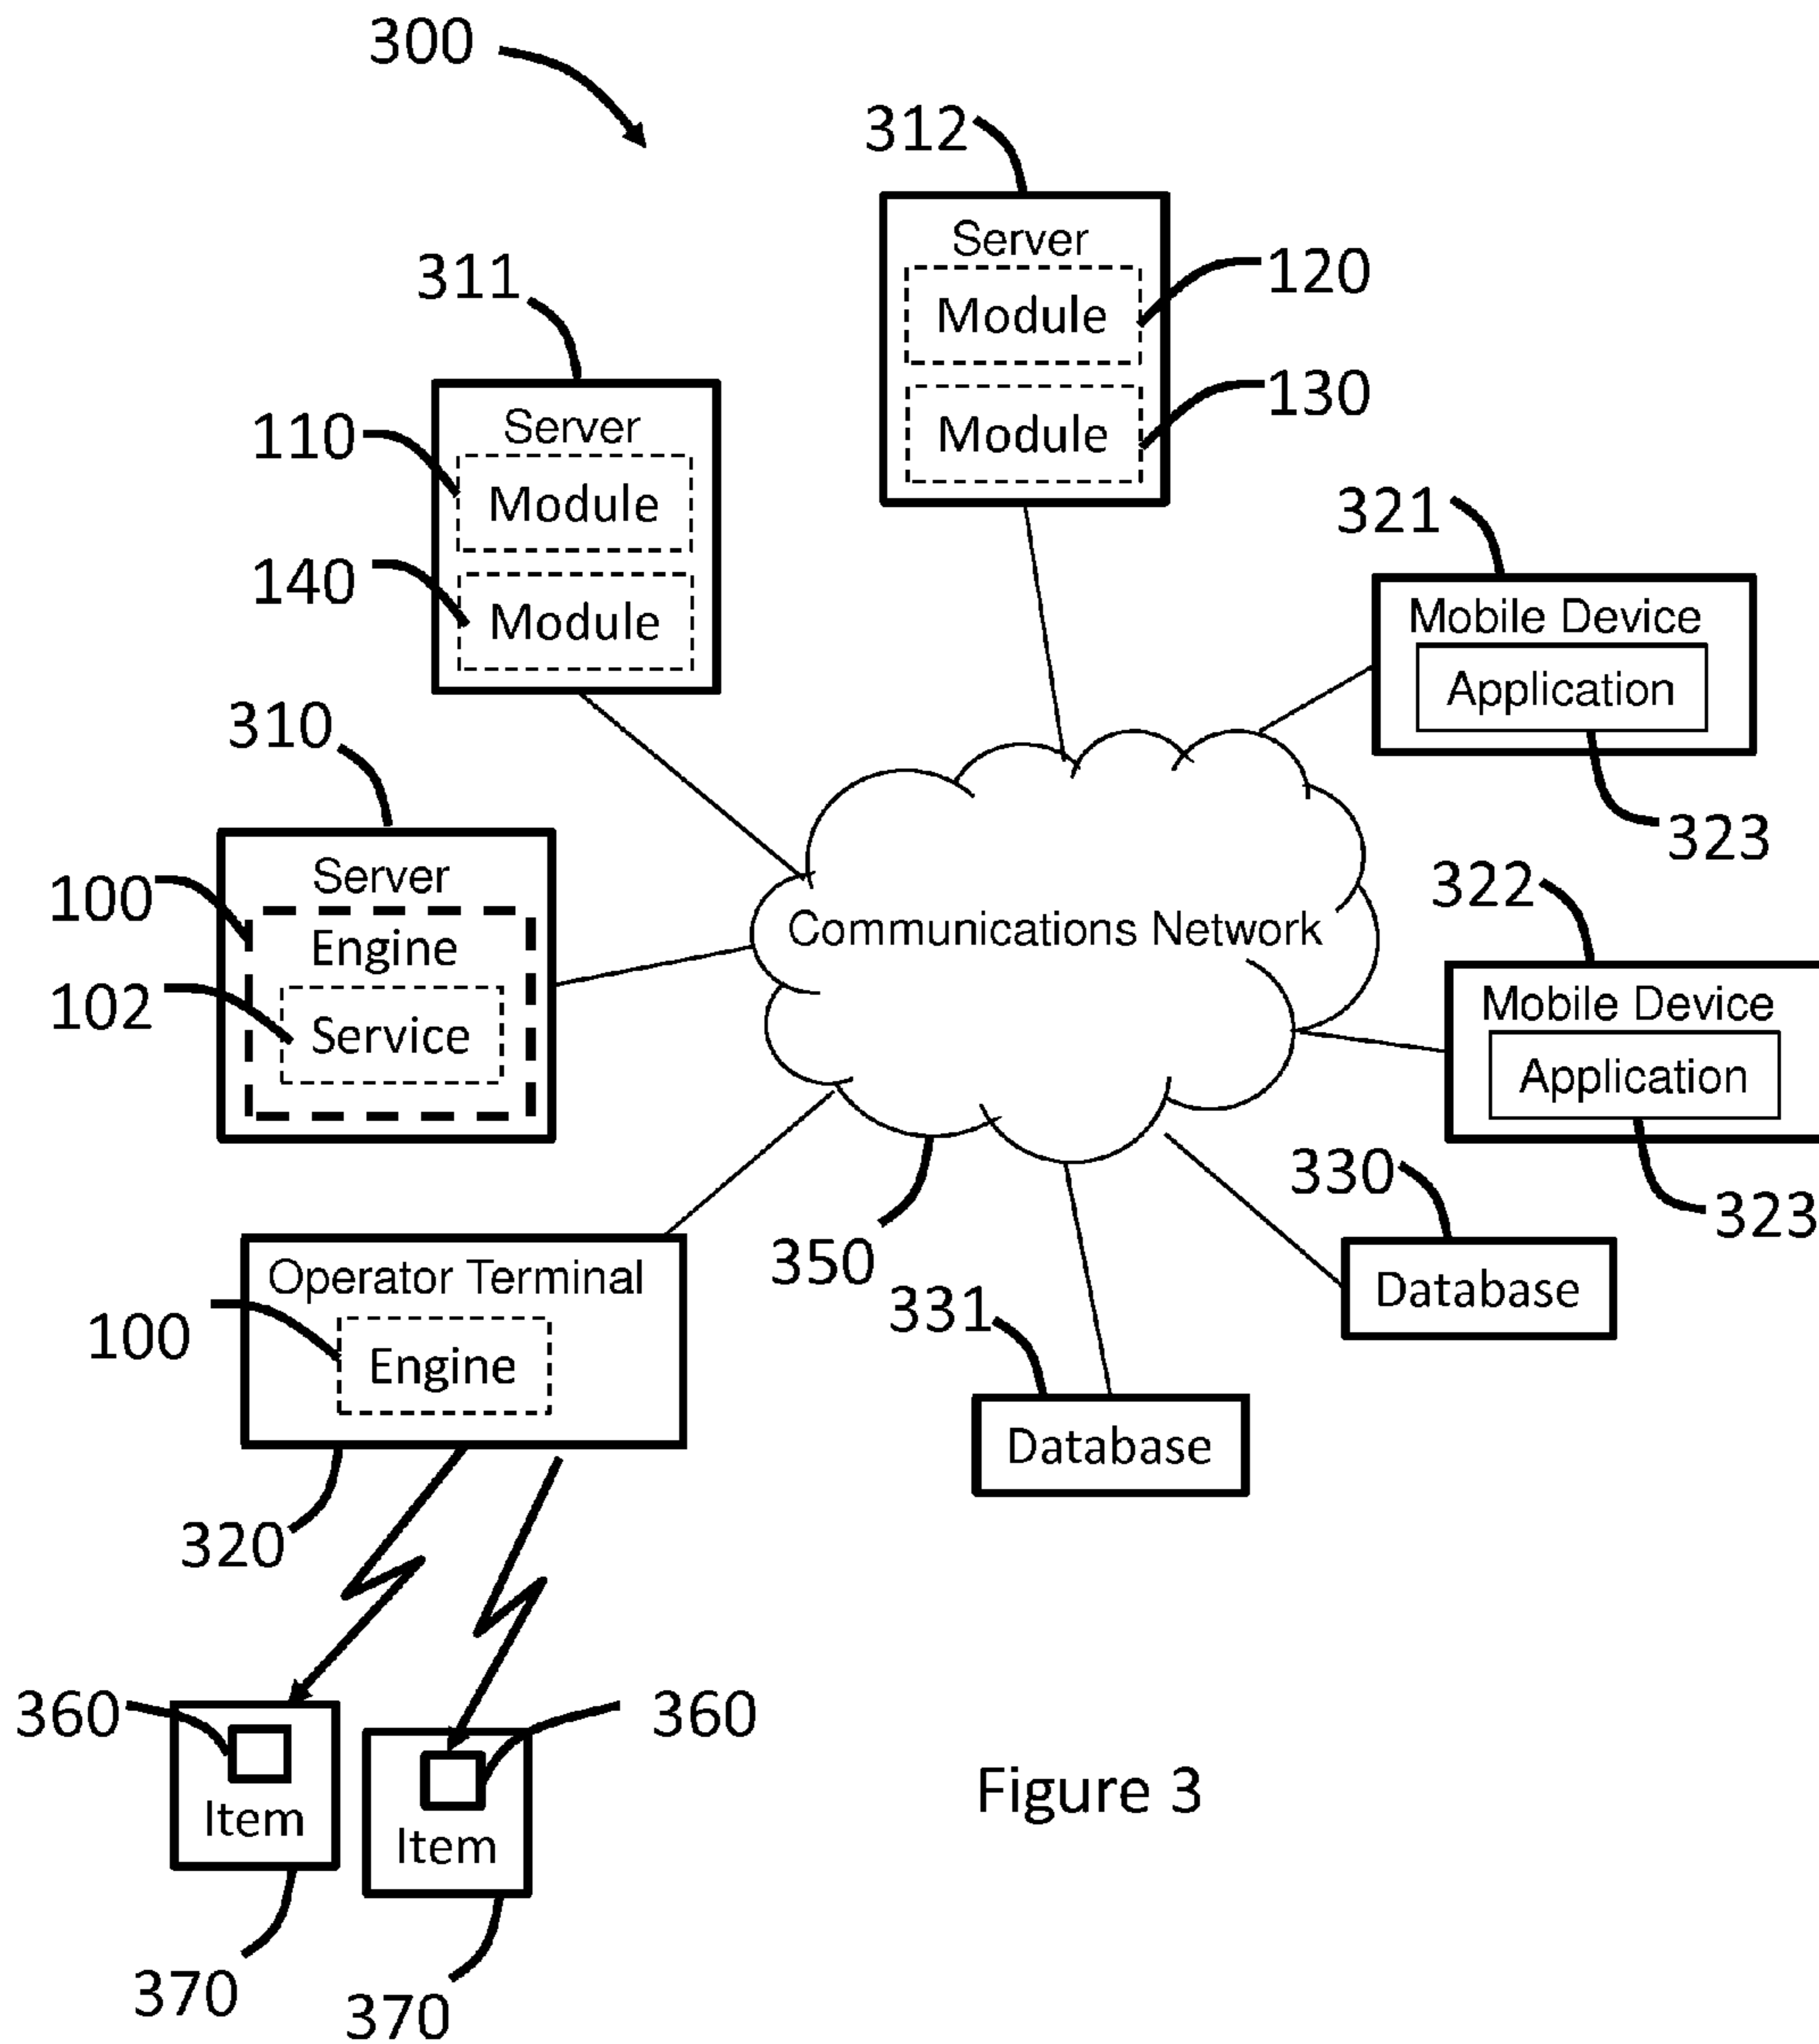 300
312
Server
Module
120
Module
130
311
Server
110
Module
140
Module
321
Mobile Device
Application
323
310
Server
100
Engine
102
Service
Communications Network
322
Mobile Device
Application
323
350
330
Database
331
Database
Operator Terminal
100
Engine
320
360
Item
370
360
Item
370
Figure 3